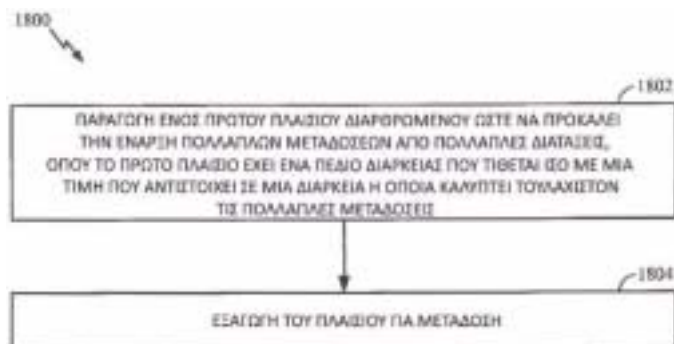 1800
1802
ΠΑΡΑΓΩΓΗ ΕΝΟΣ ΠΡΩΤΟΥ ΠΛΑΙΣΙΟΥ ΔΙΑΡΘΡΩΜΕΝΟΥ ΩΣΤΕ ΝΑ ΠΡΟΚΑΛΕΙ
ΤΗΝ ΕΝΑΡΞΗ ΠΟΛΛΑΠΛΩΝ ΜΕΤΑΔΟΣΕΩΝ ΑΠΟ ΠΟΛΛΑΠΛΕΣ ΔΙΑΤΑΞΕΙΣ,
ΟΠΟΥ ΤΟ ΠΡΩΤΟ ΠΛΑΙΣΙΟ ΕΧΕΙ ΕΝΑ ΠΕΔΙΟ ΔΙΑΡΚΕΙΑΣ ΠΟΥ ΤΙΘΕΤΑΙ ΙΣΟ ΜΕ ΜΙΑ
ΤΙΜΗ ΠΟΥ ΑΝΤΙΣΤΟΙΧΕΙ ΣΕ ΜΙΑ ΔΙΑΡΚΕΙΑ Η ΟΠΟΙΑ ΚΑΛΥΠΤΕΙ ΤΟΥΛΑΧΙΣΤΟΝ
ΤΙΣ ΠΟΛΛΑΠΛΕΣ ΜΕΤΑΔΟΣΕΙΣ
1804
ΕΞΑΓΩΓΗ ΤΟΥ ΠΛΑΙΣΙΟΥ ΓΙΑ ΜΕΤΑΔΟΣΗ